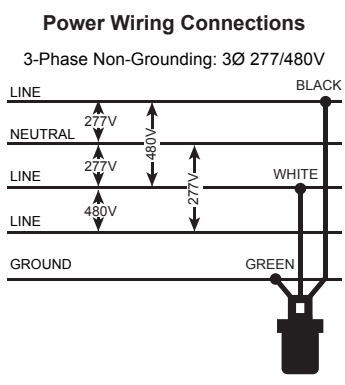 Power Wiring Connections
3-Phase Non-Grounding: 3Ø 277/480V
BLACK
LINE
277V
NEUTRAL
480V
277V
WHITE
LINE
277V
480V
LINE
GROUND
GREEN